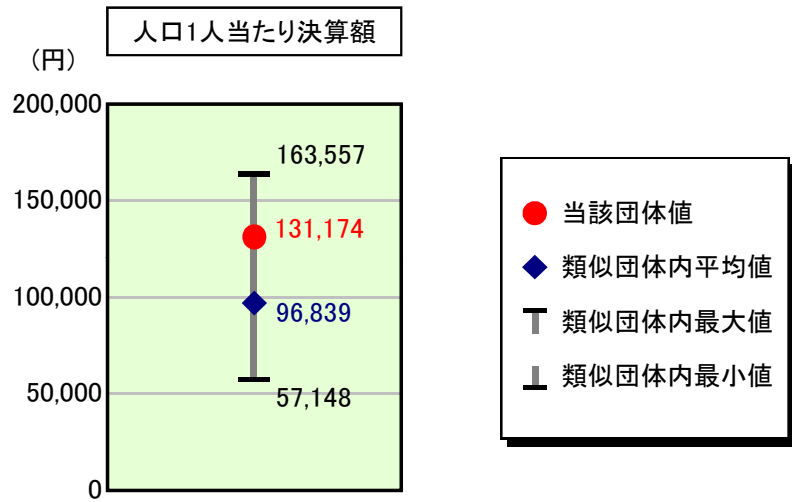 人口1人当たり決算額
(円)
200,000
150,000
100,000
50,000
0
163,557
131,174
96,839
57,148
当該団体値
類似団体内平均値
類似団体内最大値
類似団体内最小値